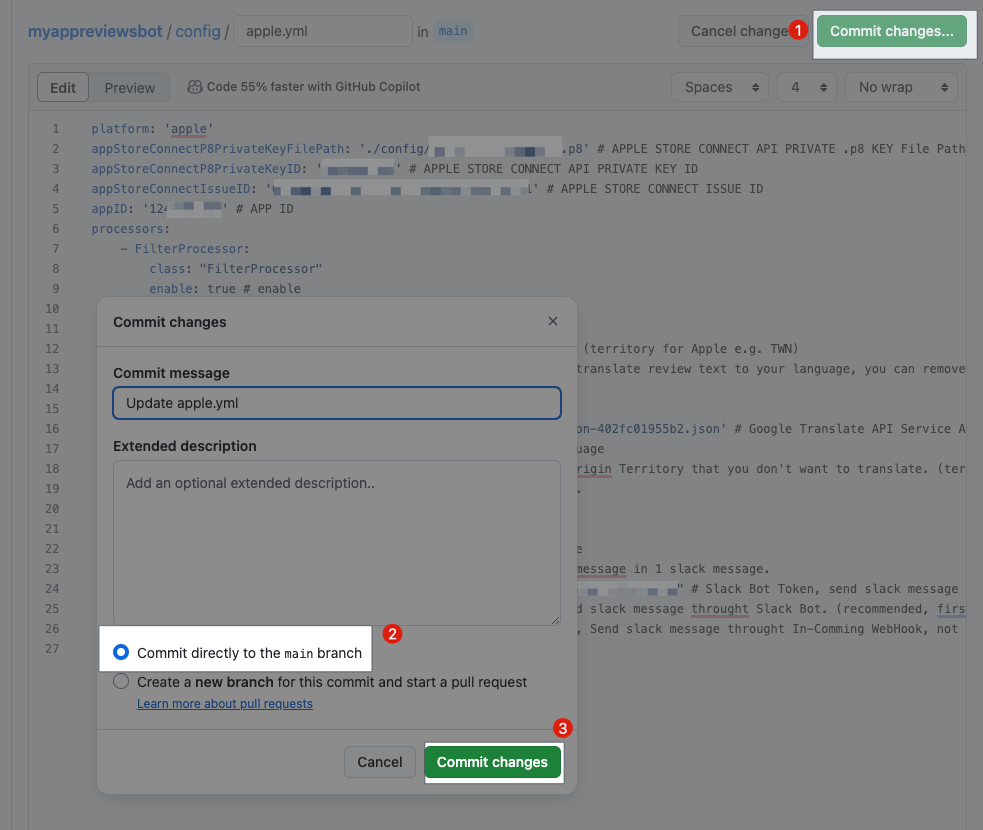 myappreviewsbot / config / apple.yml in main
Cancel change 1 Commit changes...
Edit Preview Code 55% faster with GitHub Copilot Spaces 4 No wrap
1 platform: 'apple'
2 appStoreConnectP8PrivateKeyFilePath: './config/ .p8' # APPLE STORE CONNECT API PRIVATE .p8 KEY File Path
3 appStoreConnectP8PrivateKeyID: ' ' # APPLE STORE CONNECT API PRIVATE KEY ID
4 appStoreConnectIssueID: ' ' # APPLE STORE CONNECT ISSUE ID
5 appID: '124 ' # APP ID
6 processors:
7 - FilterProcessor:
8 class: "FilterProcessor"
9 enable: true # enable
10
11
12 (territory for Apple e.g. TWN)
13 translate review text to your language, you can remove
14
15
16 on-402fc01955b2.json' # Google Translate API Service A
17 uage
18 rigin Territory that you don't want to translate. (ter
19 .
20
21
22 e
23 message in 1 slack message.
24 " # Slack Bot Token, send slack message
25 d slack message throught Slack Bot. (recommended, firs
26 , Send slack message throught In-Comming WebHook, not
27
Commit changes
Commit message
Update apple.yml
Extended description
Add an optional extended description..
2
Commit directly to the main branch
Create a new branch for this commit and start a pull request
Learn more about pull requests
3
Cancel Commit changes